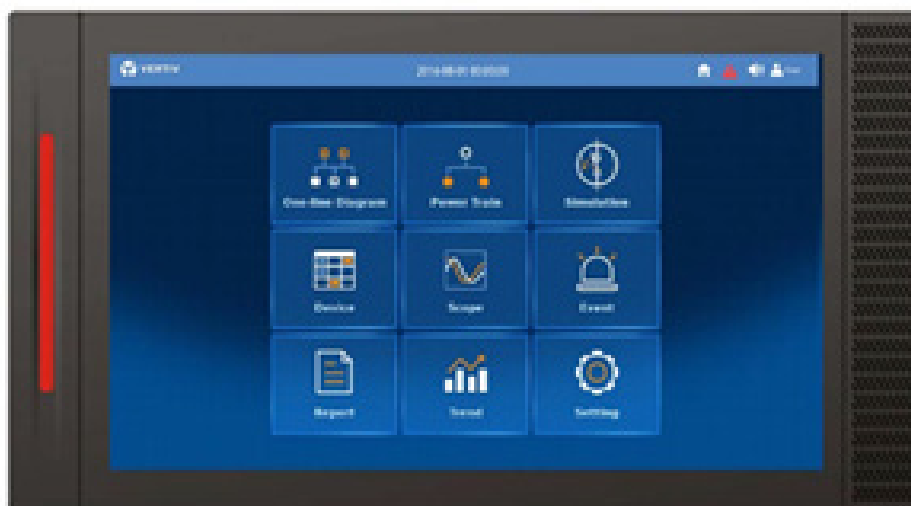 VERTIV
One-line Diagram
Power Train
Simulation
Device
Scope
Event
Report
Trend
Setting